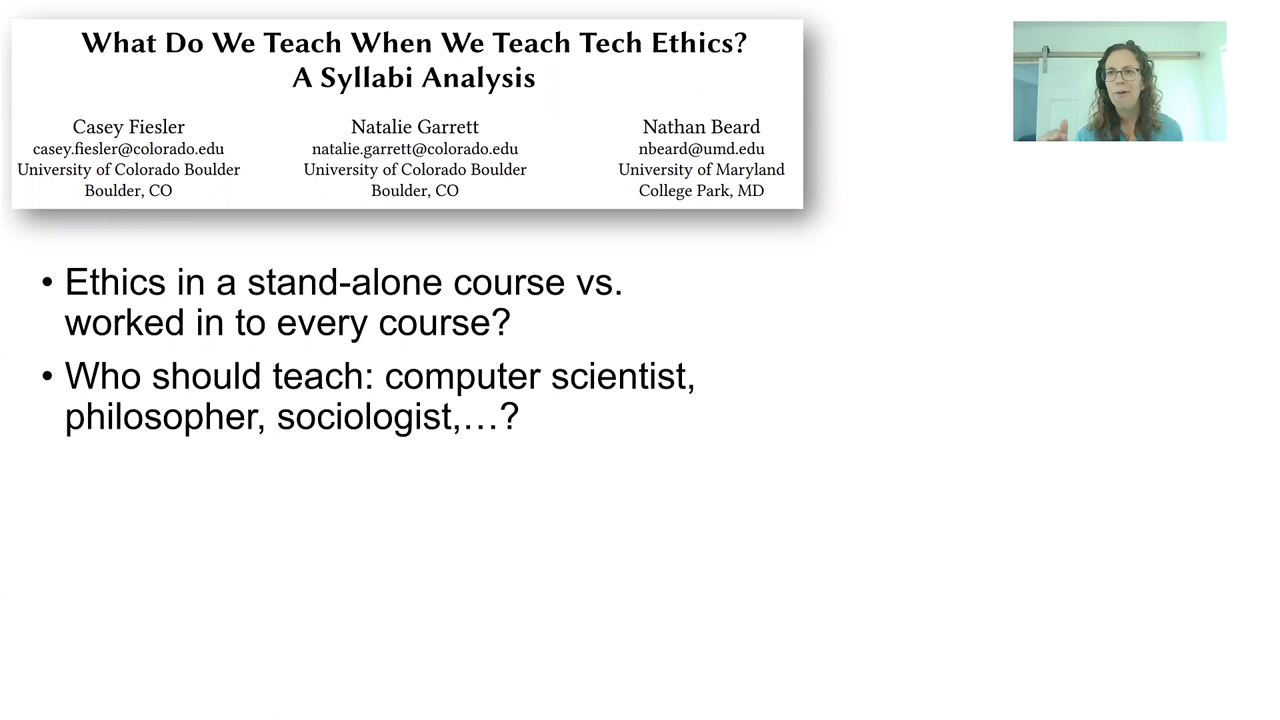 What Do We Teach When We Teach Tech Ethics?
A Syllabi Analysis
Casey Fiesler
casey.fiesler@colorado.edu
University of Colorado Boulder
Boulder, CO
Natalie Garrett
natalie.garrett@colorado.edu
University of Colorado Boulder
Boulder, CO
Nathan Beard
nbeard@umd.edu
University of Maryland
College Park, MD
• Ethics in a stand-alone course vs.
worked in to every course?
• Who should teach: computer scientist,
philosopher, sociologist,…?